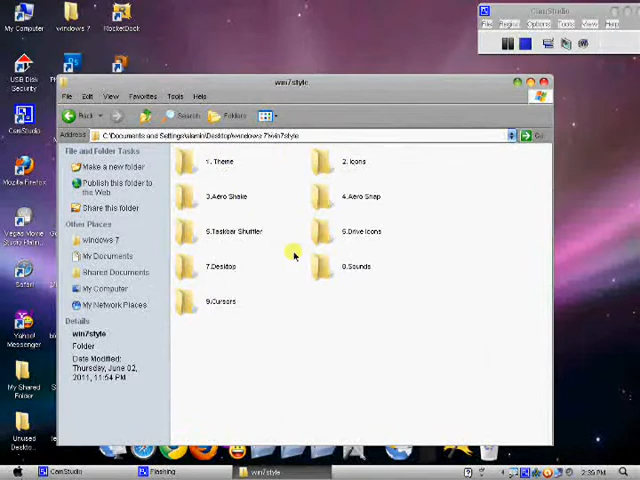 My Computer
windows 7
RocketDock
USB Disk
Security
CamStudio
Mozilla Firefox
Vegas Movie
Studio Platin...
Safari
Yahoo!
Messenger
My Shared
Folder
Unused
Deskto...
CamStudio
File Region Options Tools View Help
win7style
File Edit View Favorites Tools Help
Back Search Folders
Address C:\Documents and Settings\alamin\Desktop\windows 7\win7style Go
File and Folder Tasks
Make a new folder
Publish this folder to
the Web
Share this folder
Other Places
windows 7
My Documents
Shared Documents
My Computer
My Network Places
Details
win7style
Folder
Date Modified:
Thursday, June 02,
2011, 11:54 PM
1. Theme
2. Icons
3.Aero Shake
4.Aero Snap
5.Taskbar Shuffler
6.Drive Icons
7.Desktop
8.Sounds
9.Cursors
CamStudio
Flashing
win7style
2:35 PM